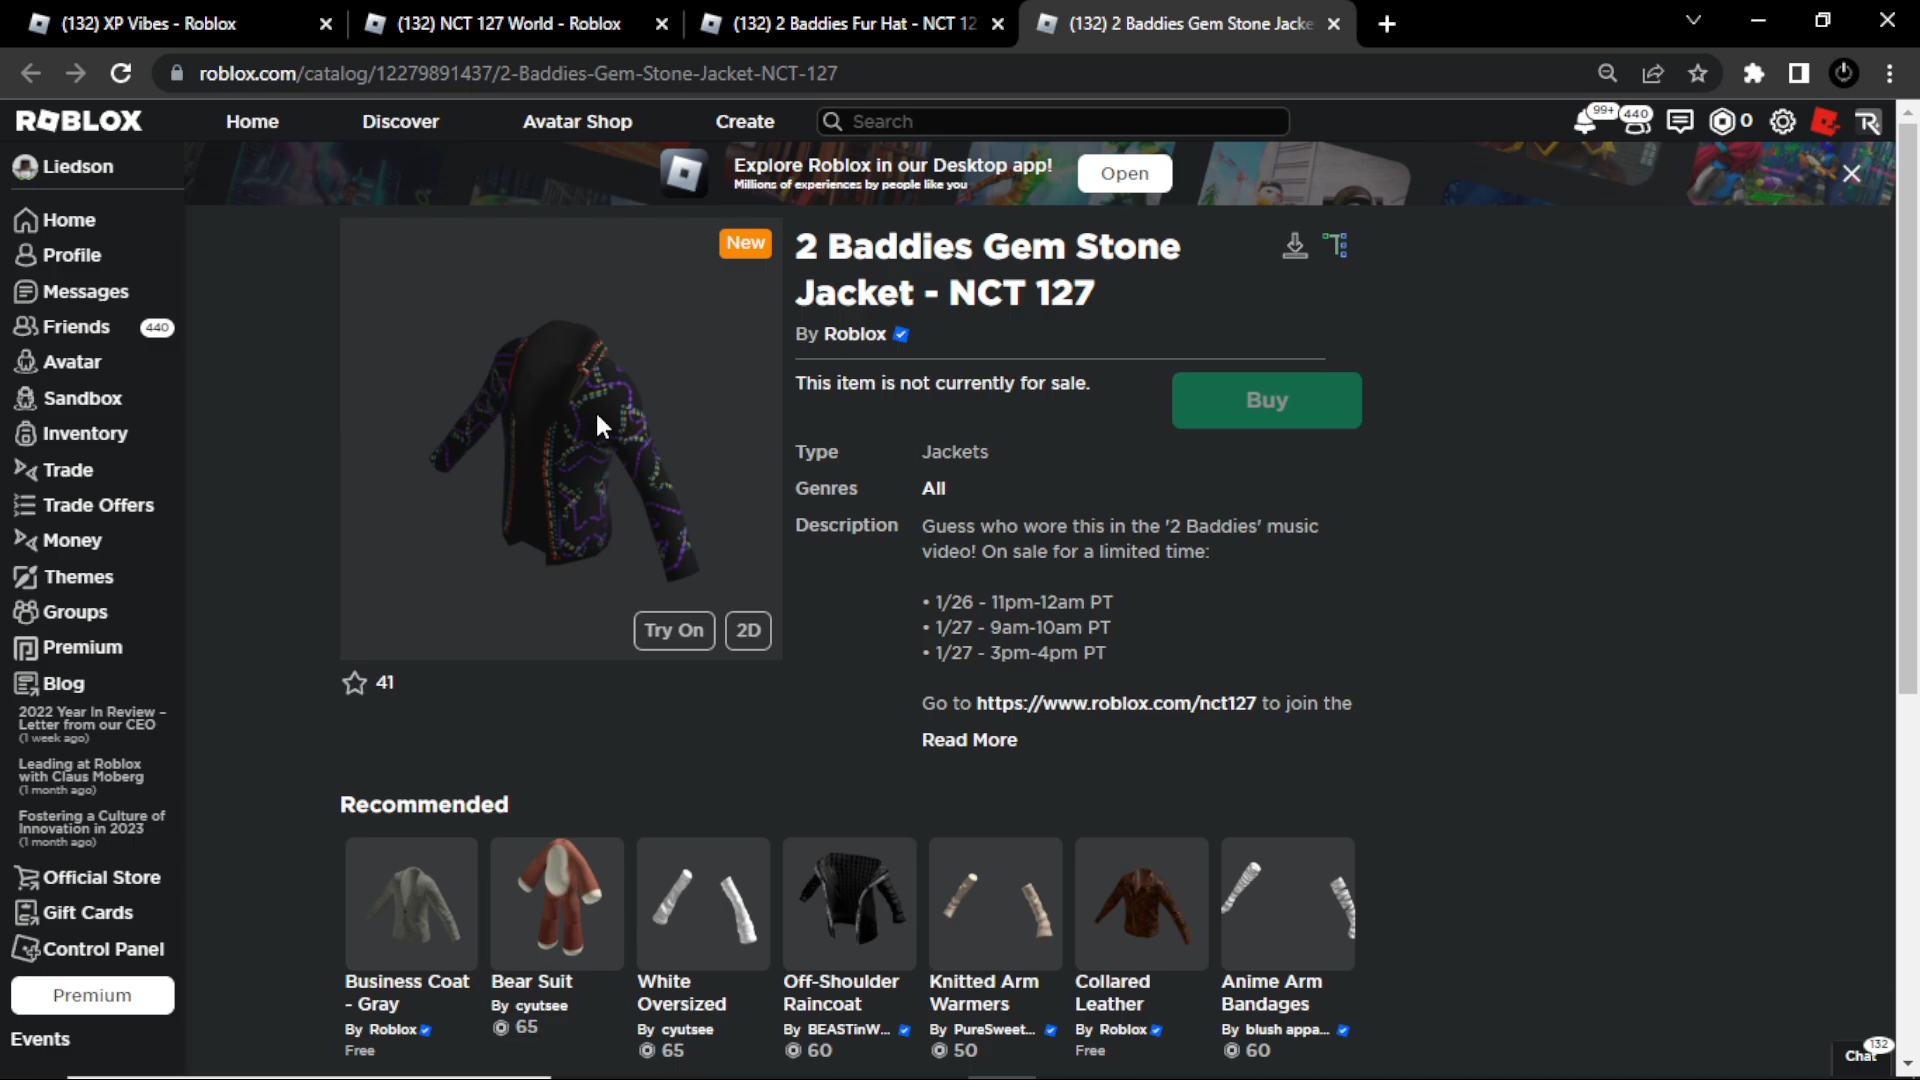 (132) XP Vibes - Roblox
(132) NCT 127 World - Roblox
(132) 2 Baddies Fur Hat - NCT 12
(132) 2 Baddies Gem Stone Jacke
roblox.com/catalog/12279891437/2-Baddies-Gem-Stone-Jacket-NCT-127
ROBLOX
Home
Discover
Avatar Shop
Create
Search
99+
440
0
Liedson
Explore Roblox in our Desktop app!
Millions of experiences by people like you
Open
Home
Profile
Messages
Friends 440
Avatar
Sandbox
Inventory
Trade
Trade Offers
Money
Themes
Groups
Premium
Blog
2022 Year In Review -
Letter from our CEO
(1 week ago)
Leading at Roblox
with Claus Moberg
(1 month ago)
Fostering a Culture of
Innovation in 2023
(1 month ago)
Official Store
Gift Cards
Control Panel
Premium
Events
New
Try On
2D
41
2 Baddies Gem Stone
Jacket - NCT 127
By Roblox
This item is not currently for sale.
Buy
Type Jackets
Genres All
Description Guess who wore this in the '2 Baddies' music
video! On sale for a limited time:
• 1/26 - 11pm-12am PT
• 1/27 - 9am-10am PT
• 1/27 - 3pm-4pm PT
Go to https://www.roblox.com/nct127 to join the
Read More
Recommended
Business Coat
- Gray
By Roblox
Free
Bear Suit
By cyutsee
65
White
Oversized
By cyutsee
65
Off-Shoulder
Raincoat
By BEASTinW...
60
Knitted Arm
Warmers
By PureSweet...
50
Collared
Leather
By Roblox
Free
Anime Arm
Bandages
By blush appa...
60
Chat
132